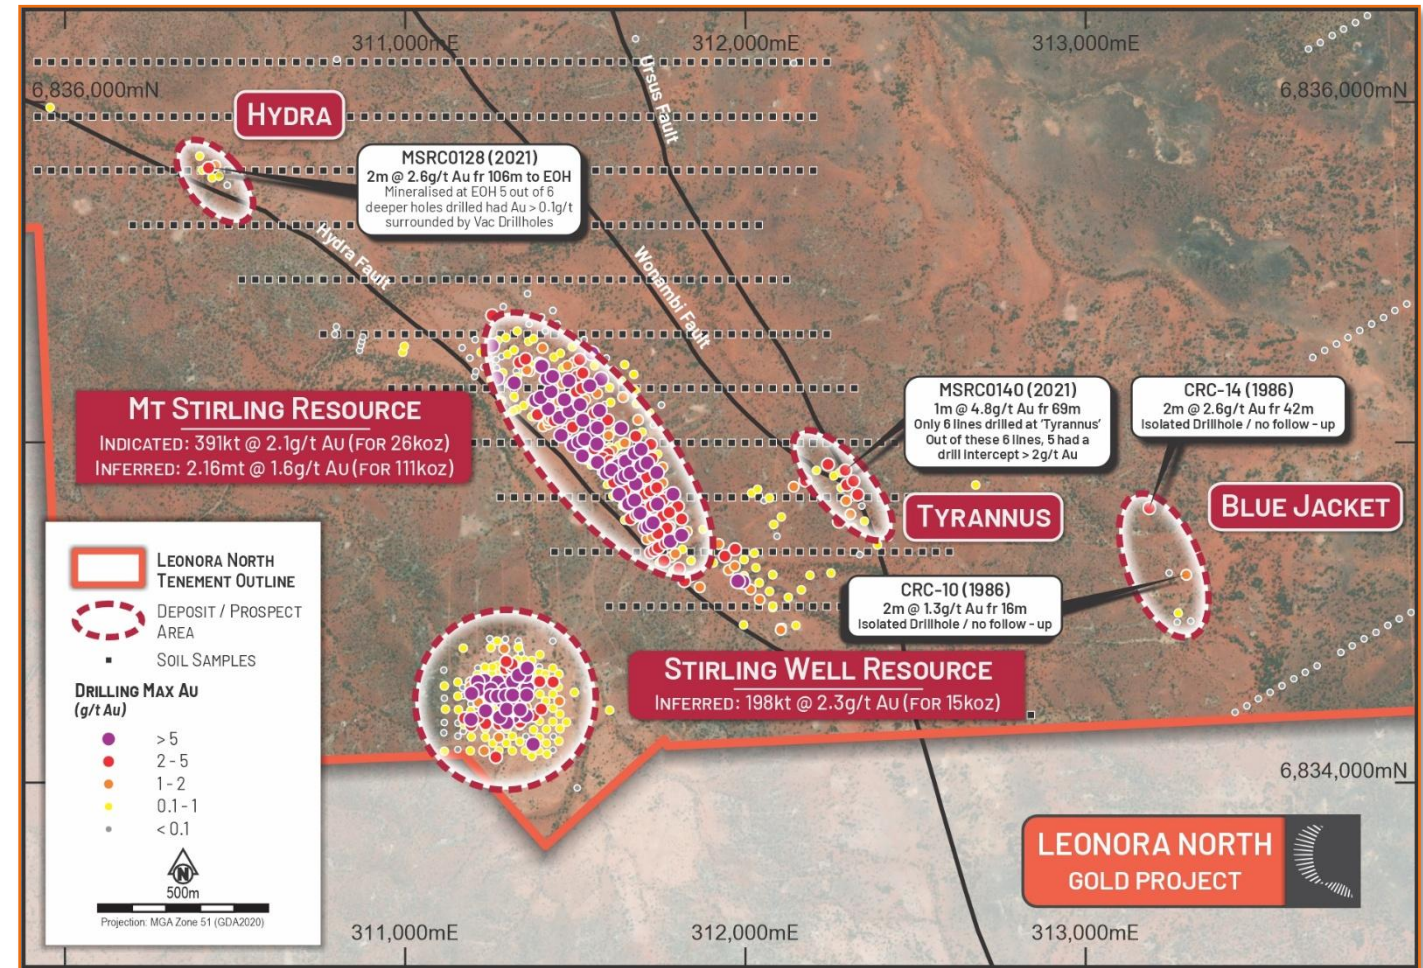 311,000mE
312,000mE
313,000mE
6,836,000mN
6,836,000mN
Ursus Fault
HYDRA
MSRC0128 (2021)
2m @ 2.6g/t Au fr 106m to EOH
Mineralised at EOH 5 out of 6
deeper holes drilled had Au > 0.1g/t
surrounded by Vac Drillholes
Hydra Fault
Wonambi Fault
MT STIRLING RESOURCE
INDICATED: 391kt @ 2.1g/t AU (FOR 26koz)
INFERRED: 2.16mt @ 1.6g/t AU (FOR 111koz)
MSRC0140 (2021)
1m @ 4.8g/t Au fr 69m
Only 6 lines drilled at 'Tyrannus'
Out of these 6 lines, 5 had a
drill intercept > 2g/t Au
CRC-14 (1986)
2m @ 2.6g/t Au fr 42m
Isolated Drillhole / no follow - up
TYRANNUS
BLUE JACKET
CRC-10 (1986)
2m @ 1.3g/t Au fr 16m
Isolated Drillhole / no follow - up
STIRLING WELL RESOURCE
INFERRED: 198kt @ 2.3g/t AU (FOR 15koz)
LEONORA NORTH
TENEMENT OUTLINE
DEPOSIT / PROSPECT
AREA
SOIL SAMPLES
DRILLING MAX AU
(g/t Au)
> 5
2 - 5
1 - 2
0.1 - 1
< 0.1
N
500m
Projection: MGA Zone 51 (GDA2020)
6,834,000mN
LEONORA NORTH
GOLD PROJECT
311,000mE
312,000mE
313,000mE